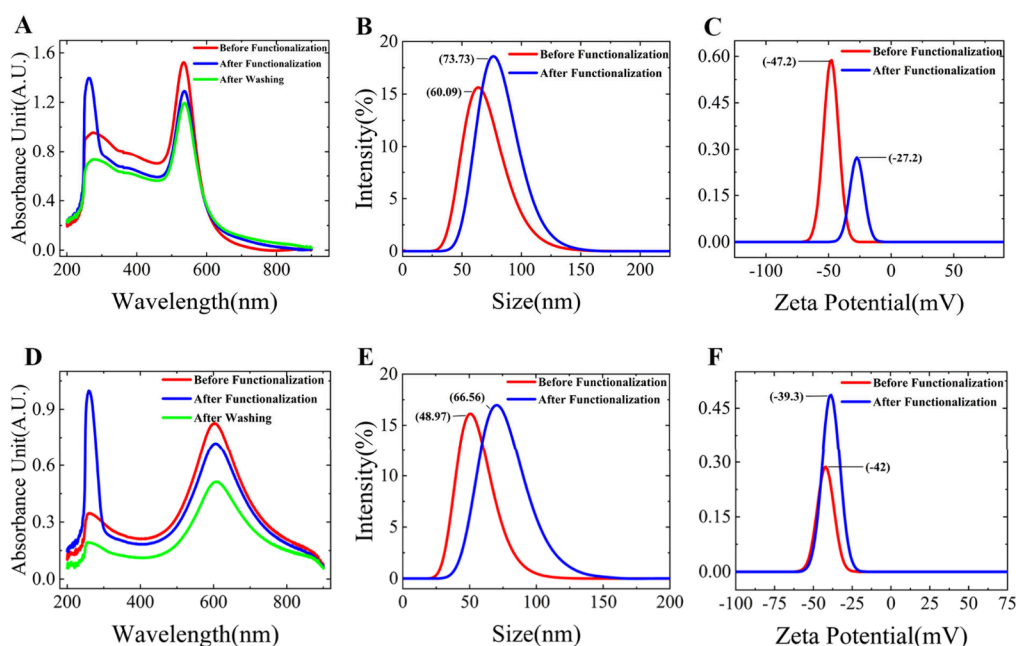 A
Absorbance Unit(A.U.)
1.6
1.2
0.8
0.4
0.0
Before Functionalization
After Functionalization
After Washing
200 400 600 800
Wavelength(nm)
B
Intensity(%)
20
15
10
5
0
Before Functionalization
After Functionalization
(73.73)
(60.09)
0 50 100 150 200
Size(nm)
C
0.60
0.45
0.30
0.15
0.00
Before Functionalization
After Functionalization
(-47.2)
(-27.2)
-100 -50 0 50
Zeta Potential(mV)
D
Absorbance Unit(A.U.)
0.9
0.6
0.3
0.0
Before Functionalization
After Functionalization
After Washing
200 400 600 800
Wavelength(nm)
E
Intensity(%)
20
15
10
5
0
Before Functionalization
After Functionalization
(66.56)
(48.97)
0 50 100 150 200
Size(nm)
F
0.45
0.30
0.15
0.00
Before Functionalization
After Functionalization
(-39.3)
(-42)
-100 -75 -50 -25 0 25 50 75
Zeta Potential(mV)